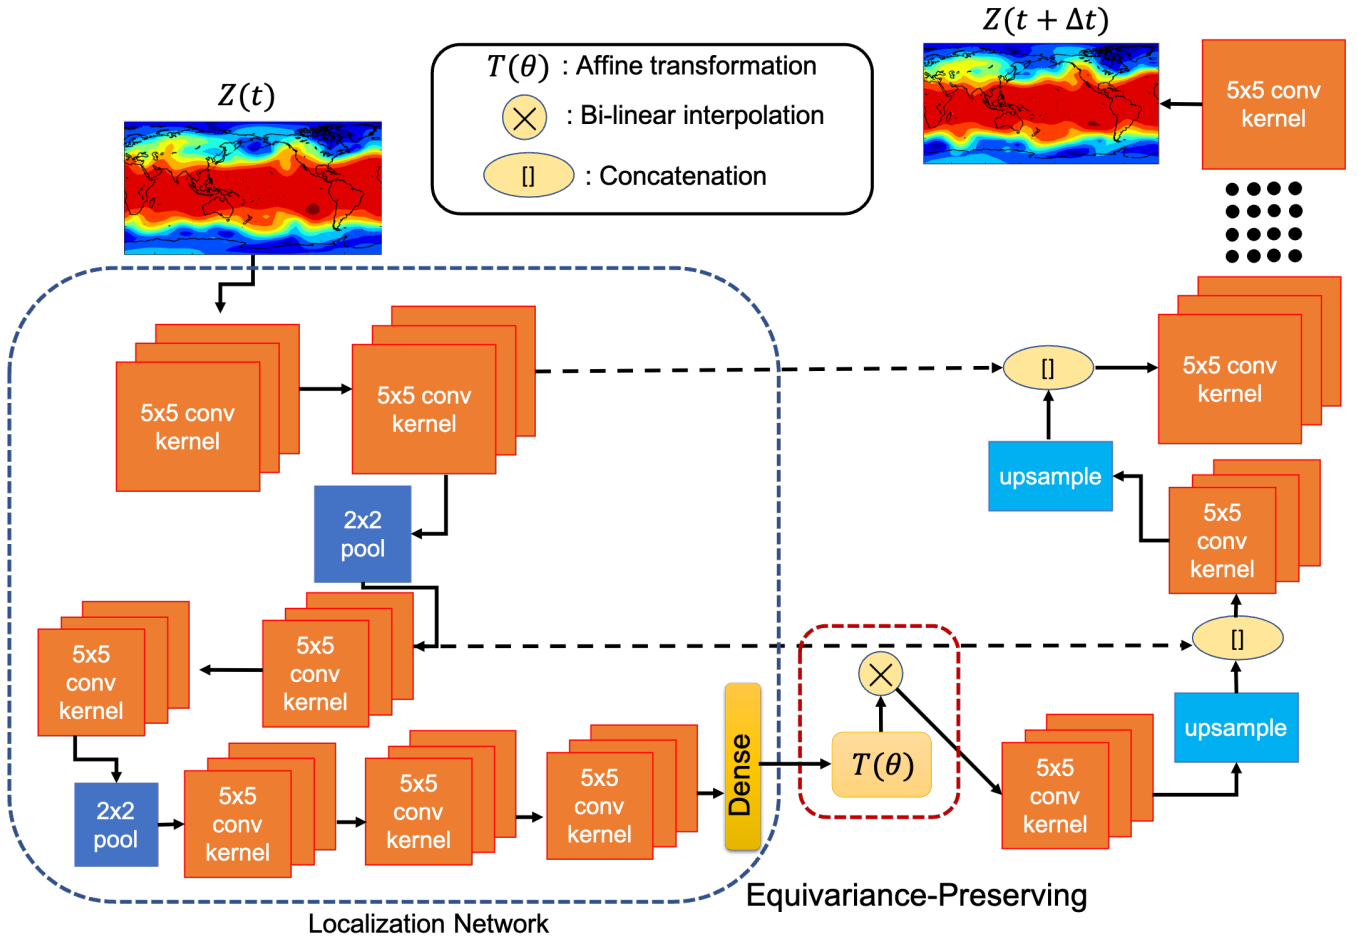 Z(t)
T(θ) : Affine transformation
: Bi-linear interpolation
[] : Concatenation
Z(t + Δt)
5x5 conv
kernel
5x5 conv
kernel
5x5 conv
kernel
[]
5x5 conv
kernel
upsample
2x2
pool
5x5
conv
kernel
5x5
conv
kernel
5x5
conv
kernel
[]
upsample
2x2
pool
5x5
conv
kernel
5x5
conv
kernel
5x5
conv
kernel
Dense
T(θ)
5x5
conv
kernel
Equivariance-Preserving
Localization Network